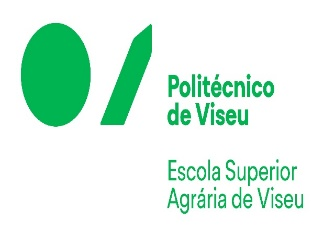 Politécnico
de Viseu
Escola Superior
Agrária de Viseu